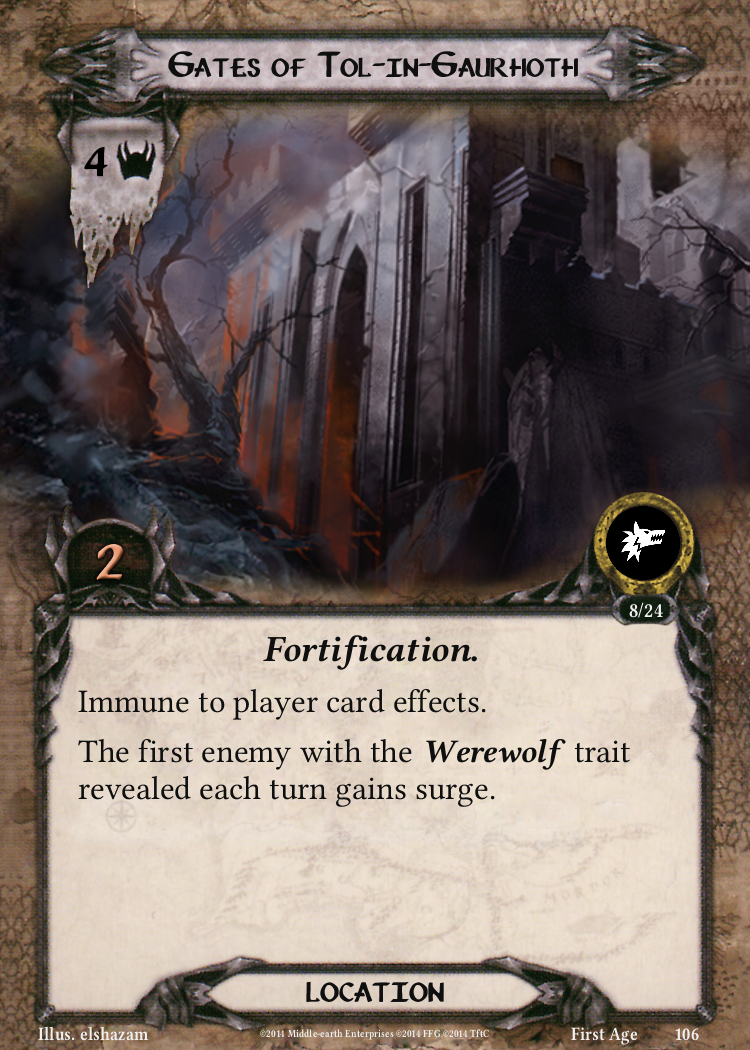 Gates of Tol-in-Gaurhoth
4
2
8/24
Fortification.
Immune to player card effects.
The first enemy with the Werewolf trait
revealed each turn gains surge.
MORDOR
LOCATION
Illus. elshazam
©2014 Middle-earth Enterprises ©2014 FFG ©2014 TftC
First Age
106